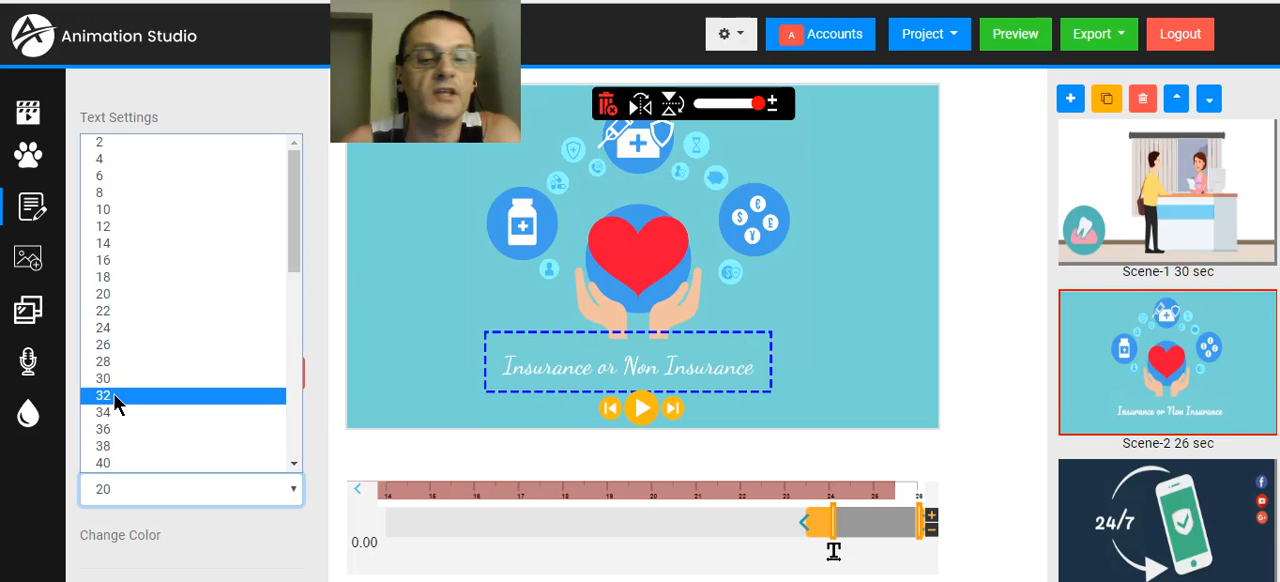 Animation Studio
A Accounts
Project
Preview
Export
Logout
Text Settings
2
4
6
8
10
12
14
16
18
20
22
24
26
28
30
32
34
36
38
40
20
Change Color
Insurance or Non Insurance
14 15 16 17 18 19 20 21 22 23 24 25 26
0.00
T
Scene-1 30 sec
Insurance or Non Insurance
Scene-2 26 sec
24/7